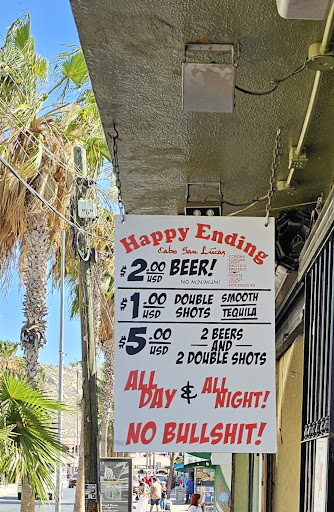 Happy Ending
Cabo San Lucas
$2.00 USD BEER!
NO MINIMUM!
$1.00 USD DOUBLE SHOTS SMOOTH TEQUILA
$5.00 USD 2 BEERS
AND
2 DOUBLE SHOTS
ALL DAY & ALL NIGHT!
NO BULLSHIT!